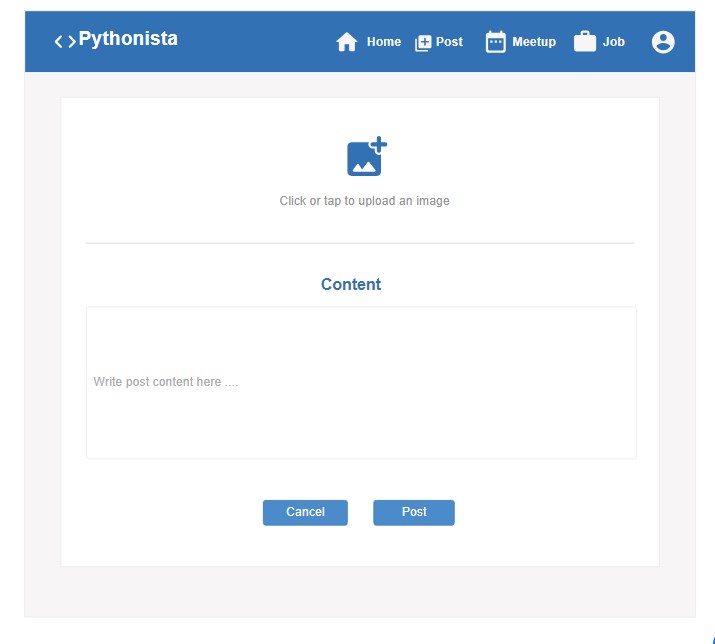 <>Pythonista Home Post Meetup Job
Click or tap to upload an image
Content
Write post content here ....
Cancel Post